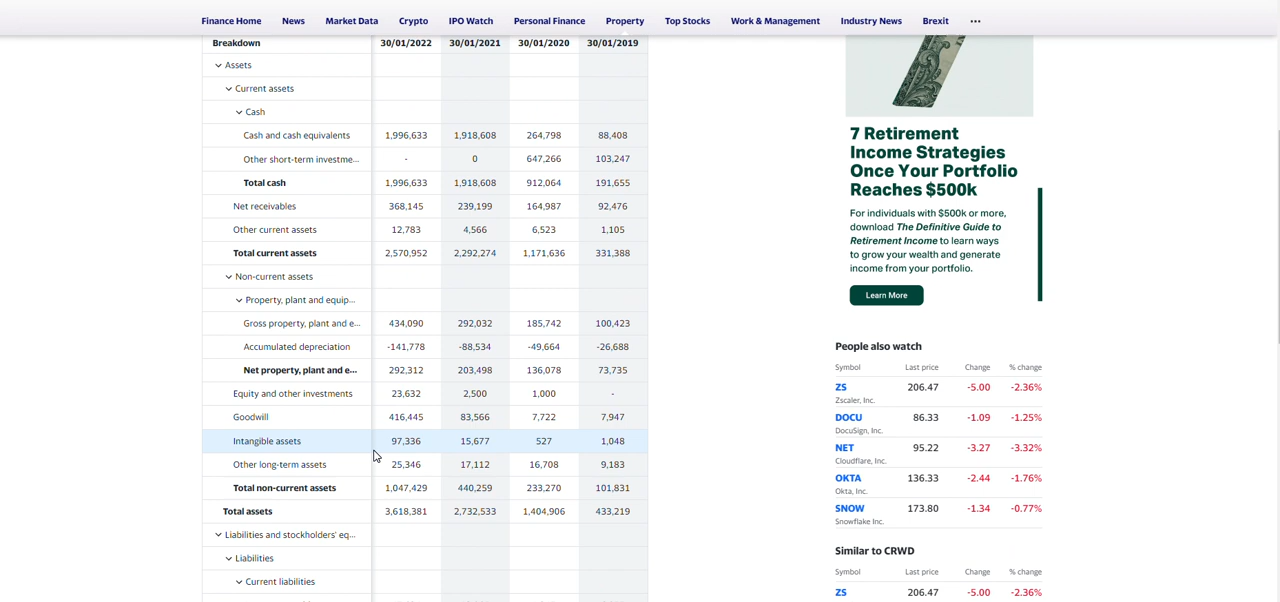 Finance Home News Market Data Crypto IPO Watch Personal Finance Property Top Stocks Work & Management Industry News Brexit •••
Breakdown 30/01/2022 30/01/2021 30/01/2020 30/01/2019
Assets
Current assets
Cash
Cash and cash equivalents 1,996,633 1,918,608 264,798 88,408
Other short-term investme... - 0 647,266 103,247
Total cash 1,996,633 1,918,608 912,064 191,655
Net receivables 368,145 239,199 164,987 92,476
Other current assets 12,783 4,566 6,523 1,105
Total current assets 2,570,952 2,292,274 1,171,636 331,388
Non-current assets
Property, plant and equip...
Gross property, plant and e... 434,090 292,032 185,742 100,423
Accumulated depreciation -141,778 -88,534 -49,664 -26,688
Net property, plant and e... 292,312 203,498 136,078 73,735
Equity and other investments 23,632 2,500 1,000 -
Goodwill 416,445 83,566 7,722 7,947
Intangible assets 97,336 15,677 527 1,048
Other long-term assets 25,346 17,112 16,708 9,183
Total non-current assets 1,047,429 440,259 233,270 101,831
Total assets 3,618,381 2,732,533 1,404,906 433,219
Liabilities and stockholders' eq...
Liabilities
Current liabilities
7 Retirement
Income Strategies
Once Your Portfolio
Reaches $500k
For individuals with $500k or more,
download The Definitive Guide to
Retirement Income to learn ways
to grow your wealth and generate
income from your portfolio.
Learn More
People also watch
Symbol Last price Change % change
ZS 206.47 -5.00 -2.36%
Zscaler, Inc.
DOCU 86.33 -1.09 -1.25%
DocuSign, Inc.
NET 95.22 -3.27 -3.32%
Cloudflare, Inc.
OKTA 136.33 -2.44 -1.76%
Okta, Inc.
SNOW 173.80 -1.34 -0.77%
Snowflake Inc.
Similar to CRWD
Symbol Last price Change % change
ZS 206.47 -5.00 -2.36%